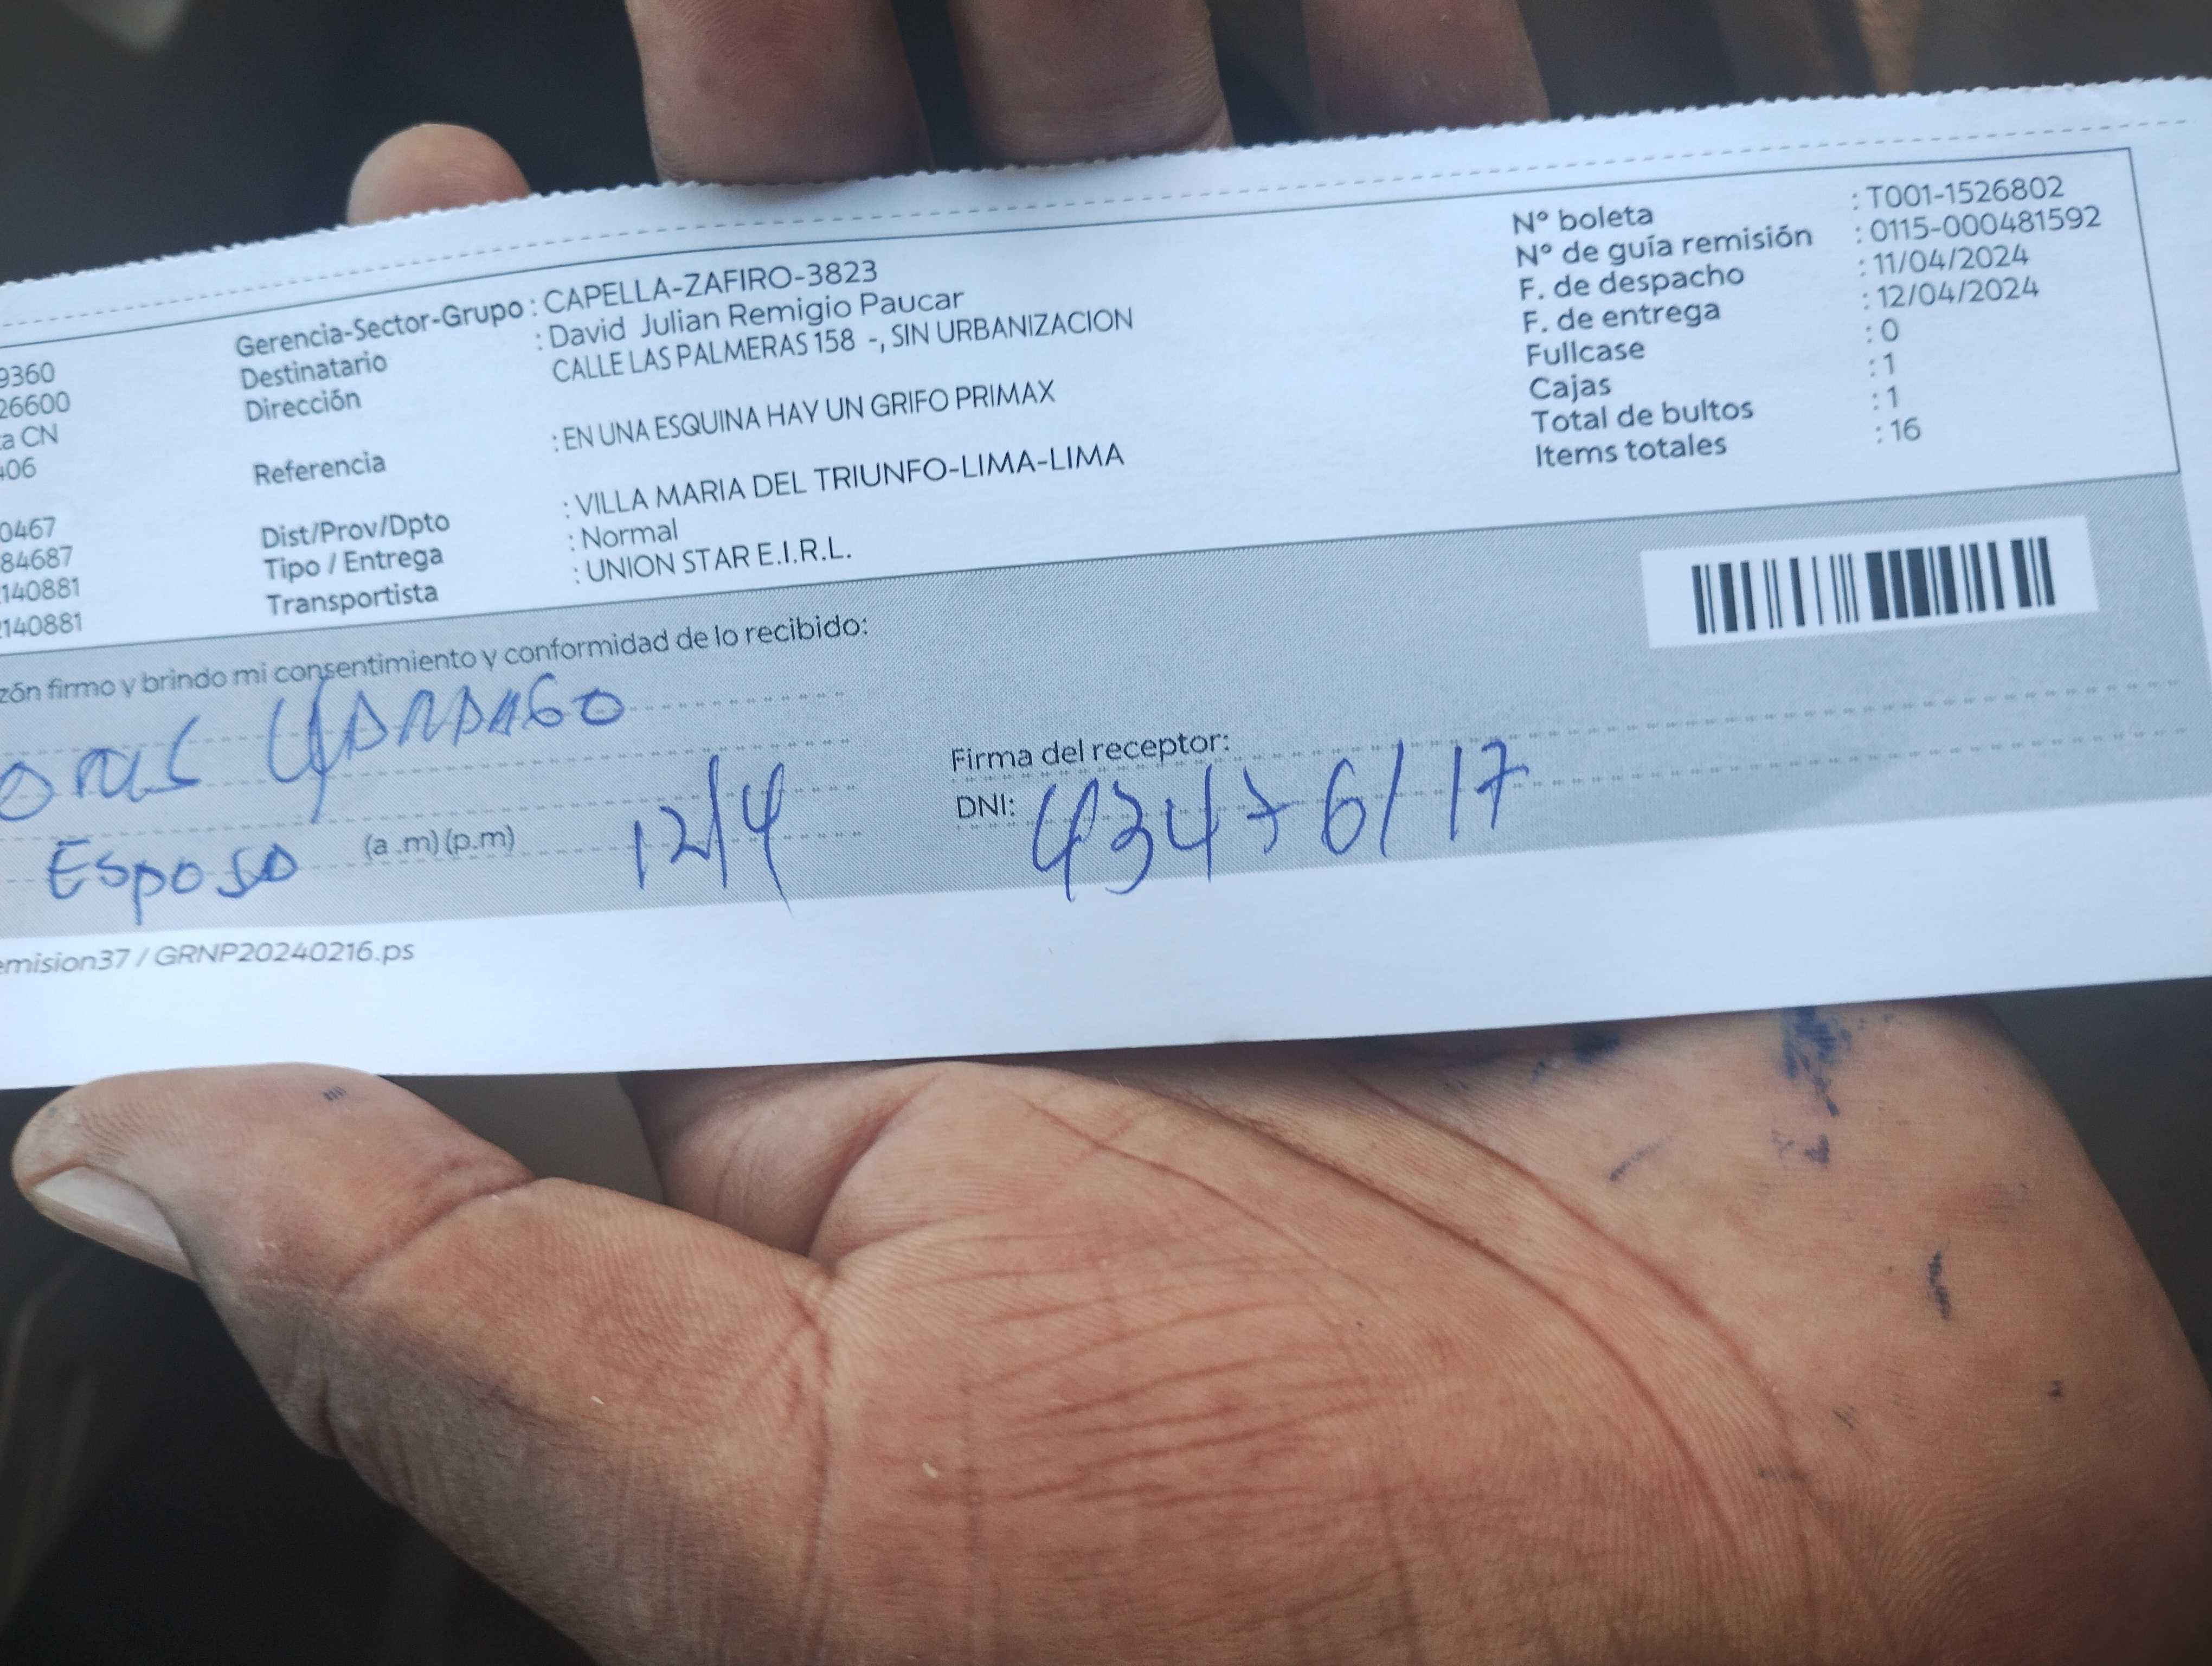 9360
26600
a CN
406
0467
84687
140881
140881
Gerencia-Sector-Grupo : CAPELLA-ZAFIRO-3823
Destinatario : David Julian Remigio Paucar
Dirección CALLE LAS PALMERAS 158 -, SIN URBANIZACION
Referencia : EN UNA ESQUINA HAY UN GRIFO PRIMAX
Dist/Prov/Dpto : VILLA MARIA DEL TRIUNFO-LIMA-LIMA
Tipo / Entrega : Normal
Transportista : UNION STAR E.I.R.L.
Nº boleta : T001-1526802
Nº de guía remisión : 0115-000481592
F. de despacho : 11/04/2024
F. de entrega : 12/04/2024
Fullcase : 0
Cajas : 1
Total de bultos : 1
Items totales : 16
zón firmo y brindo mi consentimiento y conformidad de lo recibido:
Firma del receptor:
Esposo (a .m) (p.m) 12/4
DNI: 43476117
emision37 / GRNP20240216.ps